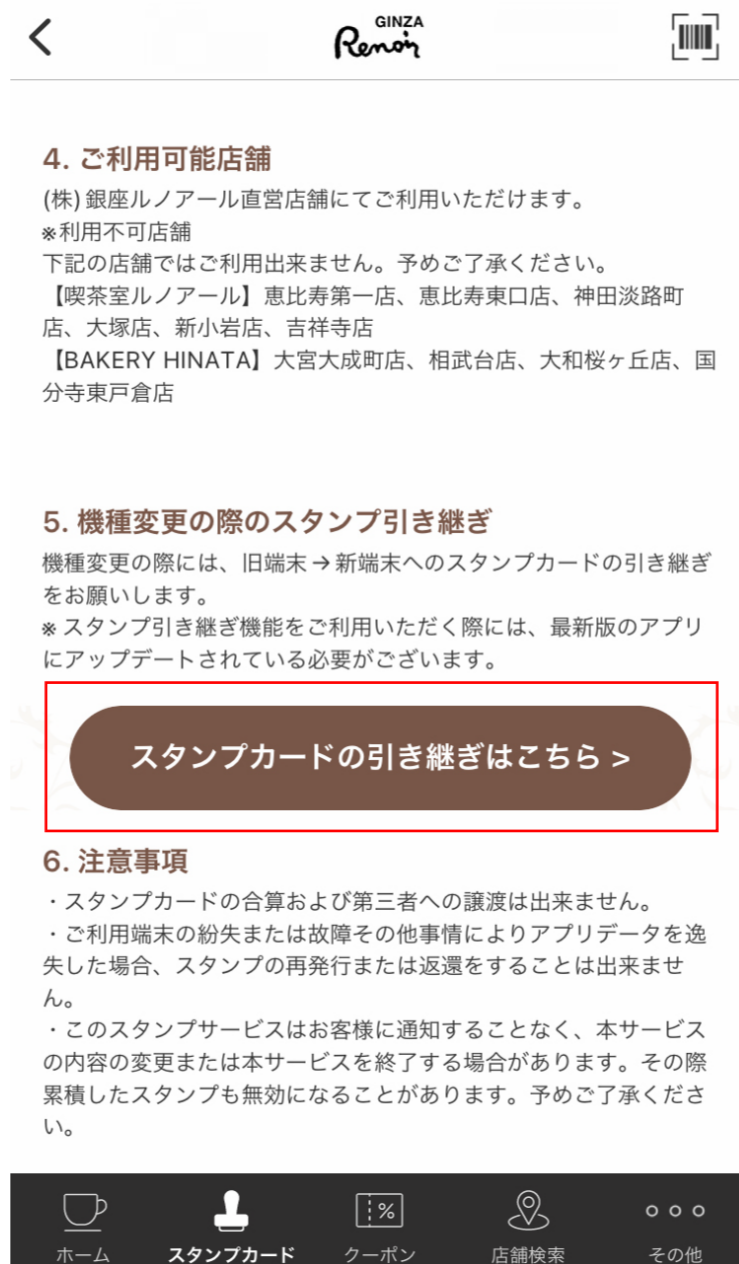 GINZA
Renoir
4. ご利用可能店舗
(株) 銀座ルノアール直営店舗にてご利用いただけます。
※利用不可店舗
下記の店舗ではご利用出来ません。予めご了承ください。
【喫茶室ルノアール】恵比寿第一店、恵比寿東口店、神田淡路町
店、大塚店、新小岩店、吉祥寺店
【BAKERY HINATA】大宮大成町店、相武台店、大和桜ヶ丘店、国
分寺東戸倉店
5. 機種変更の際のスタンプ引き継ぎ
機種変更の際には、旧端末→新端末へのスタンプカードの引き継ぎ
をお願いします。
※ スタンプ引き継ぎ機能をご利用いただく際には、最新版のアプリ
にアップデートされている必要がございます。
スタンプカードの引き継ぎはこちら >
6. 注意事項
・スタンプカードの合算および第三者への譲渡は出来ません。
・ご利用端末の紛失または故障その他事情によりアプリデータを逸
失した場合、スタンプの再発行または返還をすることは出来ませ
ん。
・このスタンプサービスはお客様に通知することなく、本サービス
の内容の変更または本サービスを終了する場合があります。その際
累積したスタンプも無効になることがあります。予めご了承くださ
い。
ホーム スタンプカード クーポン 店舗検索 その他